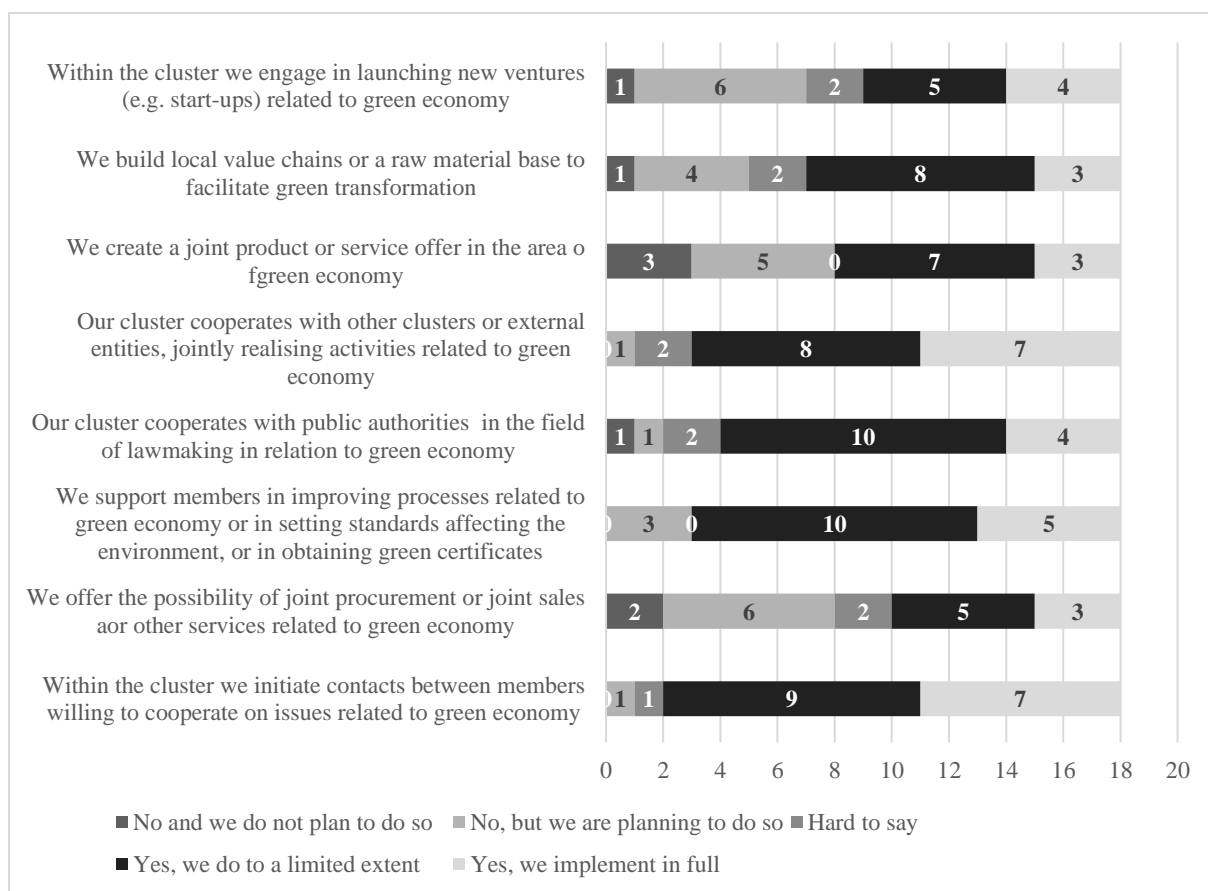 Within the cluster we engage in launching new ventures
(e.g. start-ups) related to green economy
1 6 2 5 4
We build local value chains or a raw material base to
facilitate green transformation
1 4 2 8 3
We create a joint product or service offer in the area o
fgreen economy
3 5 0 7 3
Our cluster cooperates with other clusters or external
entities, jointly realising activities related to green
economy
0 1 2 8 7
Our cluster cooperates with public authorities in the field
of lawmaking in relation to green economy
1 1 2 10 4
We support members in improving processes related to
green economy or in setting standards affecting the
environment, or in obtaining green certificates
0 3 0 10 5
We offer the possibility of joint procurement or joint sales
aor other services related to green economy
2 6 2 5 3
Within the cluster we initiate contacts between members
willing to cooperate on issues related to green economy
0 1 1 9 7
0 2 4 6 8 10 12 14 16 18 20
No and we do not plan to do so No, but we are planning to do so Hard to say
Yes, we do to a limited extent Yes, we implement in full